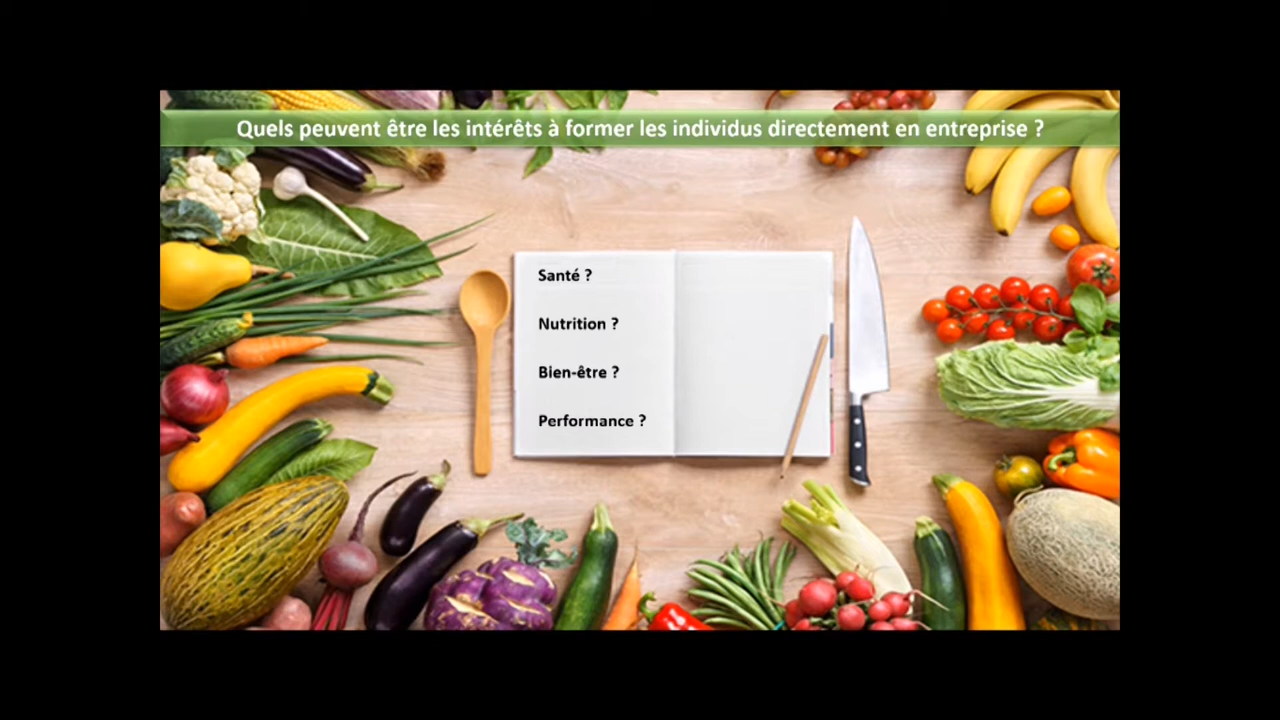 Quels peuvent être les intérêts à former les individus directement en entreprise ?
Santé ?
Nutrition ?
Bien-être ?
Performance ?